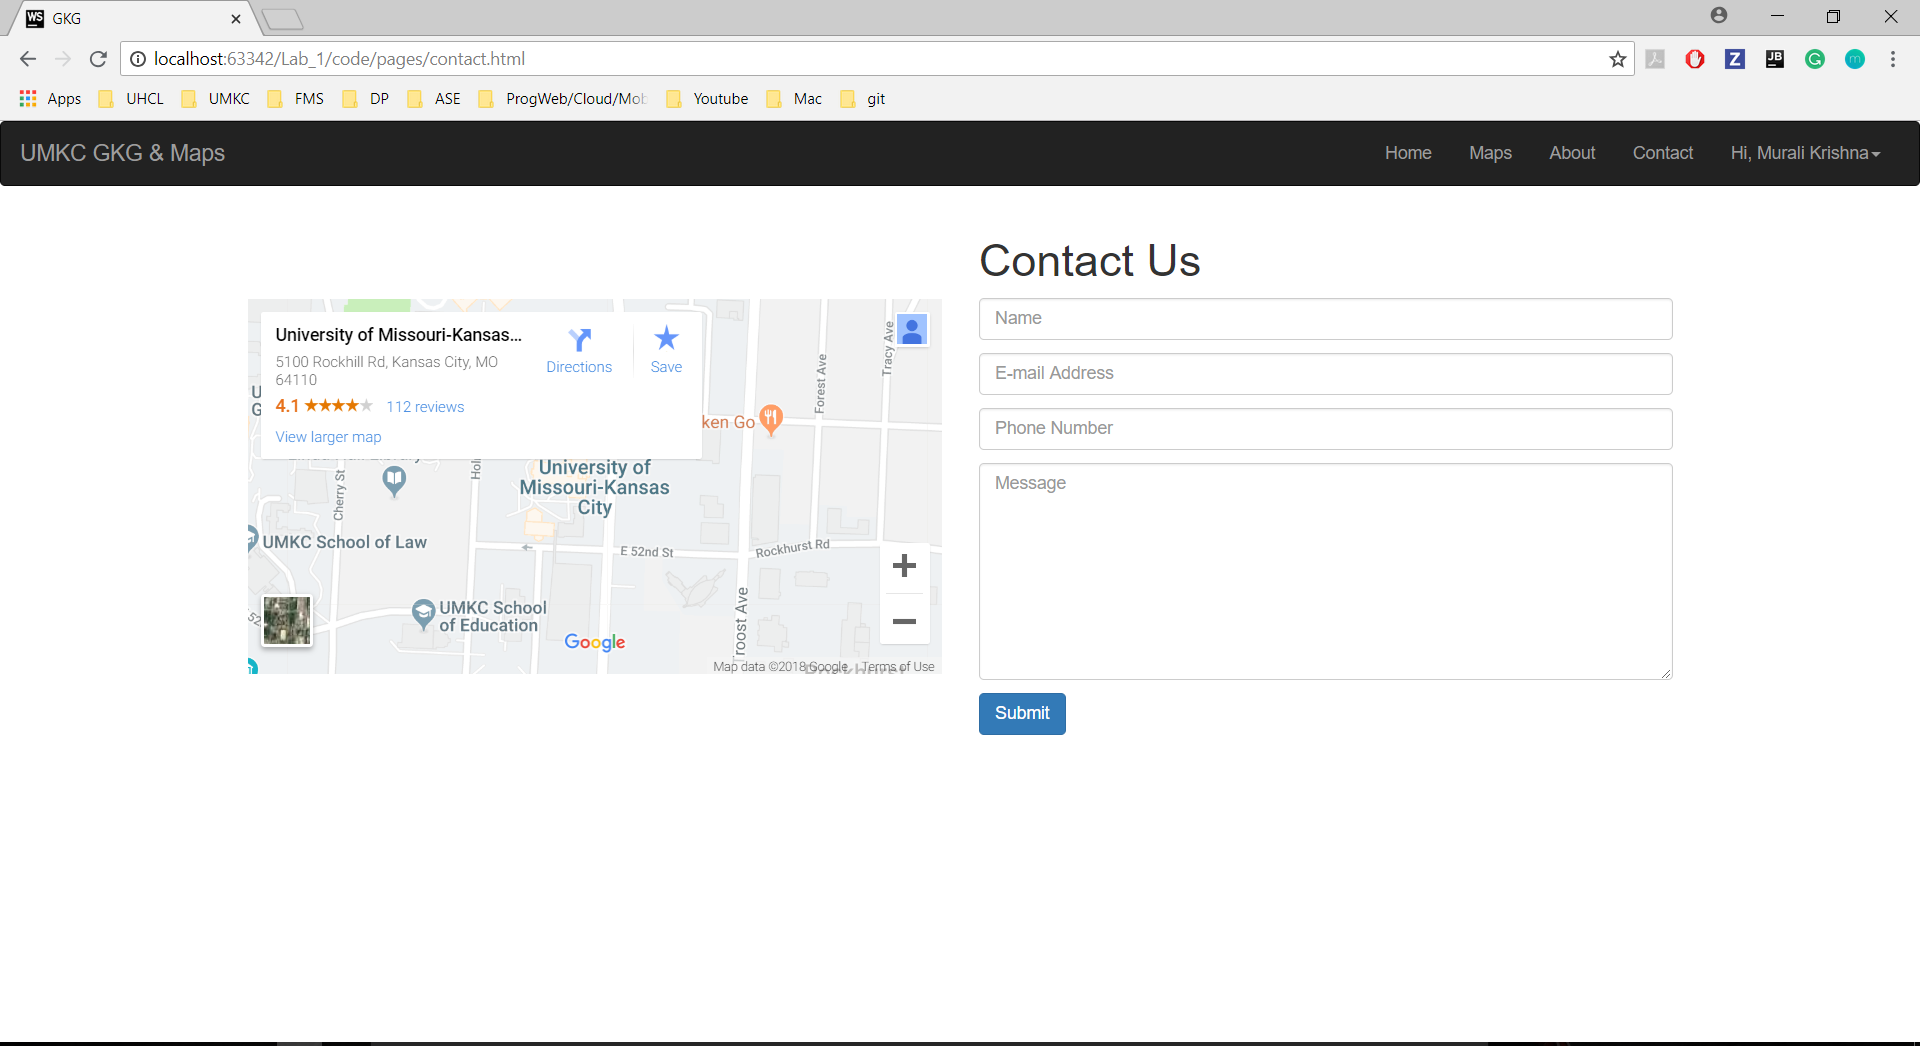 WS GKG
localhost:63342/Lab_1/code/pages/contact.html
Z JB G m
Apps UHCL UMKC FMS DP ASE ProgWeb/Cloud/Mob Youtube Mac git
UMKC GKG & Maps Home Maps About Contact Hi, Murali Krishna
Contact Us
Name
E-mail Address
Phone Number
Message
Submit
University of Missouri-Kansas...
5100 Rockhill Rd, Kansas City, MO
64110
4.1 112 reviews
View larger map
Directions
Save
Tracy Ave
Forest Ave
ken Go
University of
Missouri-Kansas
City
Cherry St
Hol
UMKC School of Law
E 52nd St
Rockhurst Rd
UMKC School
of Education
Troost Ave
Google
Map data ©2018 Google Terms of Use